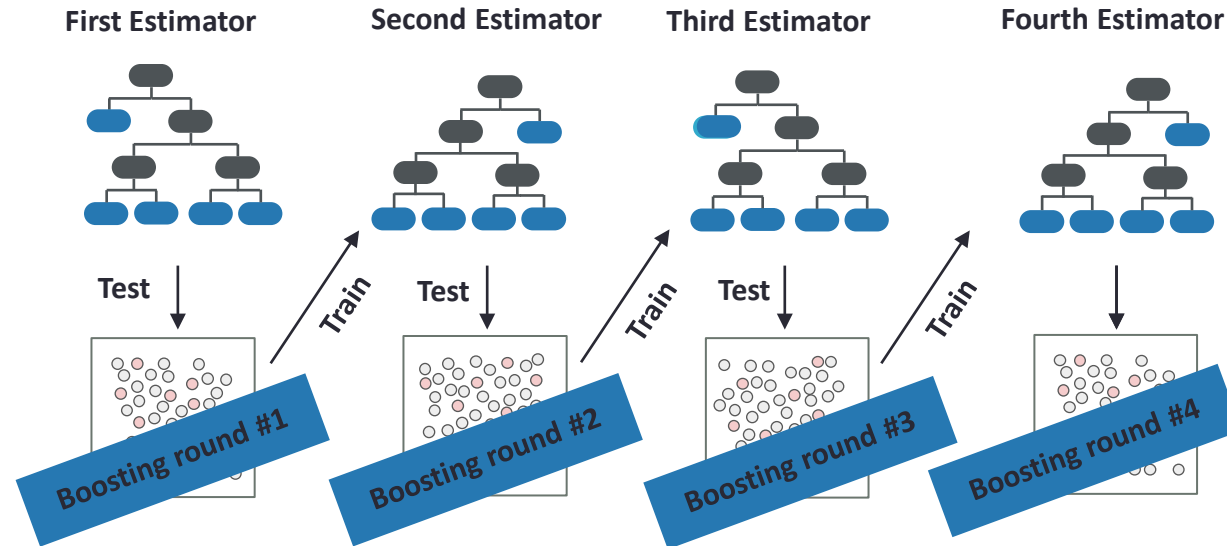 First Estimator
Second Estimator
Third Estimator
Fourth Estimator
Test
Train
Test
Train
Test
Train
Boosting round #1
Boosting round #2
Boosting round #3
Boosting round #4